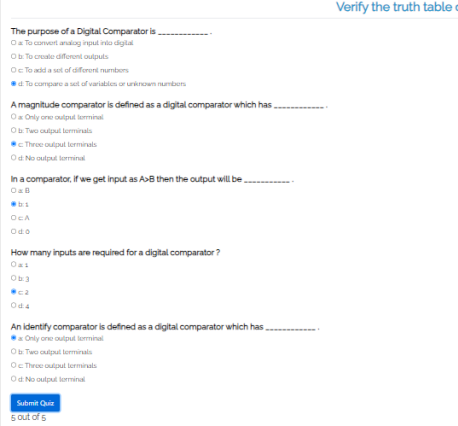 Verify the truth table
The purpose of a Digital Comparator is ____________ .
a: To convert analog input into digital
b: To create different outputs
c: To add a set of different numbers
d: To compare a set of variables or unknown numbers
A magnitude comparator is defined as a digital comparator which has ____________ .
a: Only one output terminal
b: Two output terminals
c: Three output terminals
d: No output terminal
In a comparator, if we get input as A>B then the output will be ___________ .
a: B
b: 1
c: A
d: 0
How many inputs are required for a digital comparator ?
a: 1
b: 3
c: 2
d: 4
An identify comparator is defined as a digital comparator which has ____________ .
a: Only one output terminal
b: Two output terminals
c: Three output terminals
d: No output terminal
Submit Quiz
5 out of 5